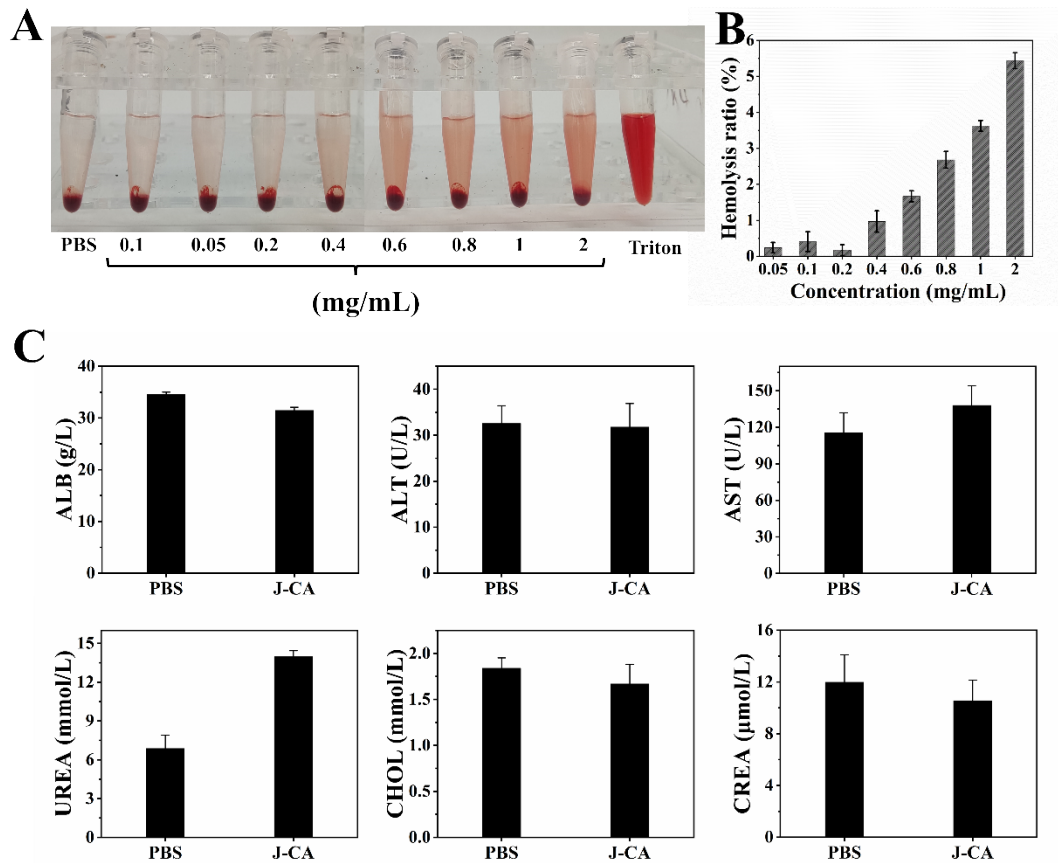 A
PBS 0.1 0.05 0.2 0.4 0.6 0.8 1 2 Triton
(mg/mL)
B
Hemolysis ratio (%)
6
5
4
3
2
1
0
0.05 0.1 0.2 0.4 0.6 0.8 1 2
Concentration (mg/mL)
C
ALB (g/L)
40
30
20
10
0
PBS J-CA
ALT (U/L)
40
30
20
10
0
PBS J-CA
AST (U/L)
150
120
90
60
30
0
PBS J-CA
UREA (mmol/L)
15
12
9
6
3
0
PBS J-CA
CHOL (mmol/L)
2.0
1.5
1.0
0.5
0.0
PBS J-CA
CREA (μmol/L)
16
12
8
4
0
PBS J-CA